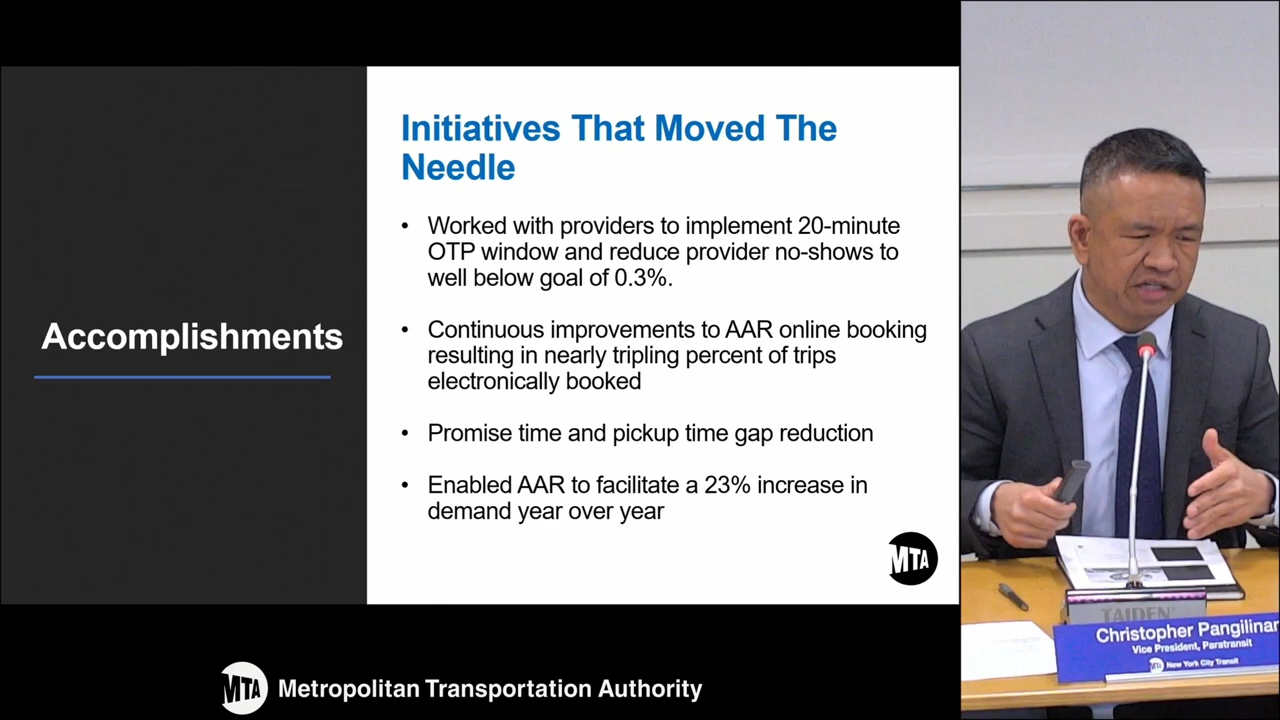 Accomplishments
Initiatives That Moved The
Needle
• Worked with providers to implement 20-minute
OTP window and reduce provider no-shows to
well below goal of 0.3%.
• Continuous improvements to AAR online booking
resulting in nearly tripling percent of trips
electronically booked
• Promise time and pickup time gap reduction
• Enabled AAR to facilitate a 23% increase in
demand year over year
MTA
MTA Metropolitan Transportation Authority
TAIDEN
Christopher Pangilinan
Vice President, Paratransit
MTA New York City Transit